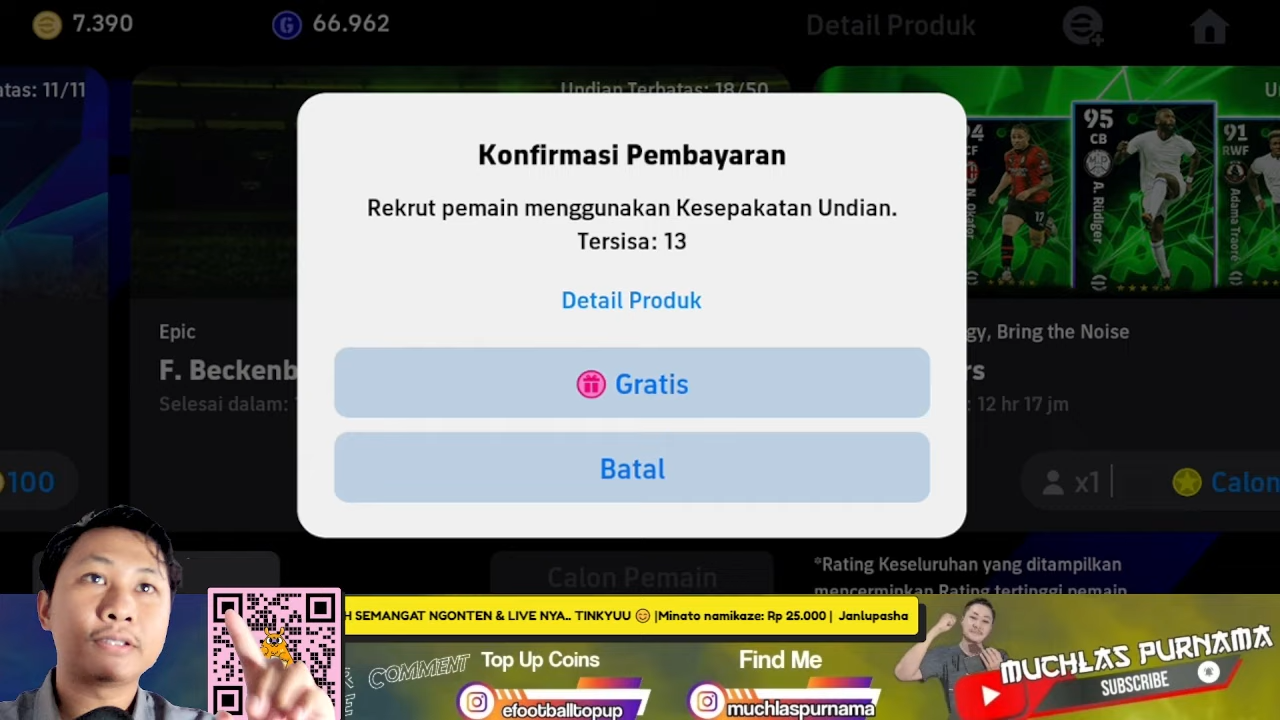 7.390
66.962
Detail Produk
atas: 11/11
Undian Terbatas: 18/50
Konfirmasi Pembayaran
Rekrut pemain menggunakan Kesepakatan Undian.
Tersisa: 13
Detail Produk
Gratis
Batal
94
CF
N. Okafor
17
95
CB
A. Rüdiger
91
RWF
Adama Traoré
Epic
F. Beckenb
Selesai dalam:
gy, Bring the Noise
rs
: 12 hr 17 jm
100
x1
Calon
Calon Pemain
*Rating Keseluruhan yang ditampilkan
mencerminkan Rating tertinggi pemain
H SEMANGAT NGONTEN & LIVE NYA.. TINKYUU 😊 |Minato namikaze: Rp 25.000 | Janlupasha
COMMENT
Top Up Coins
efootballtopup
Find Me
muchlaspurnama
MUCHLAS PURNAMA
SUBSCRIBE